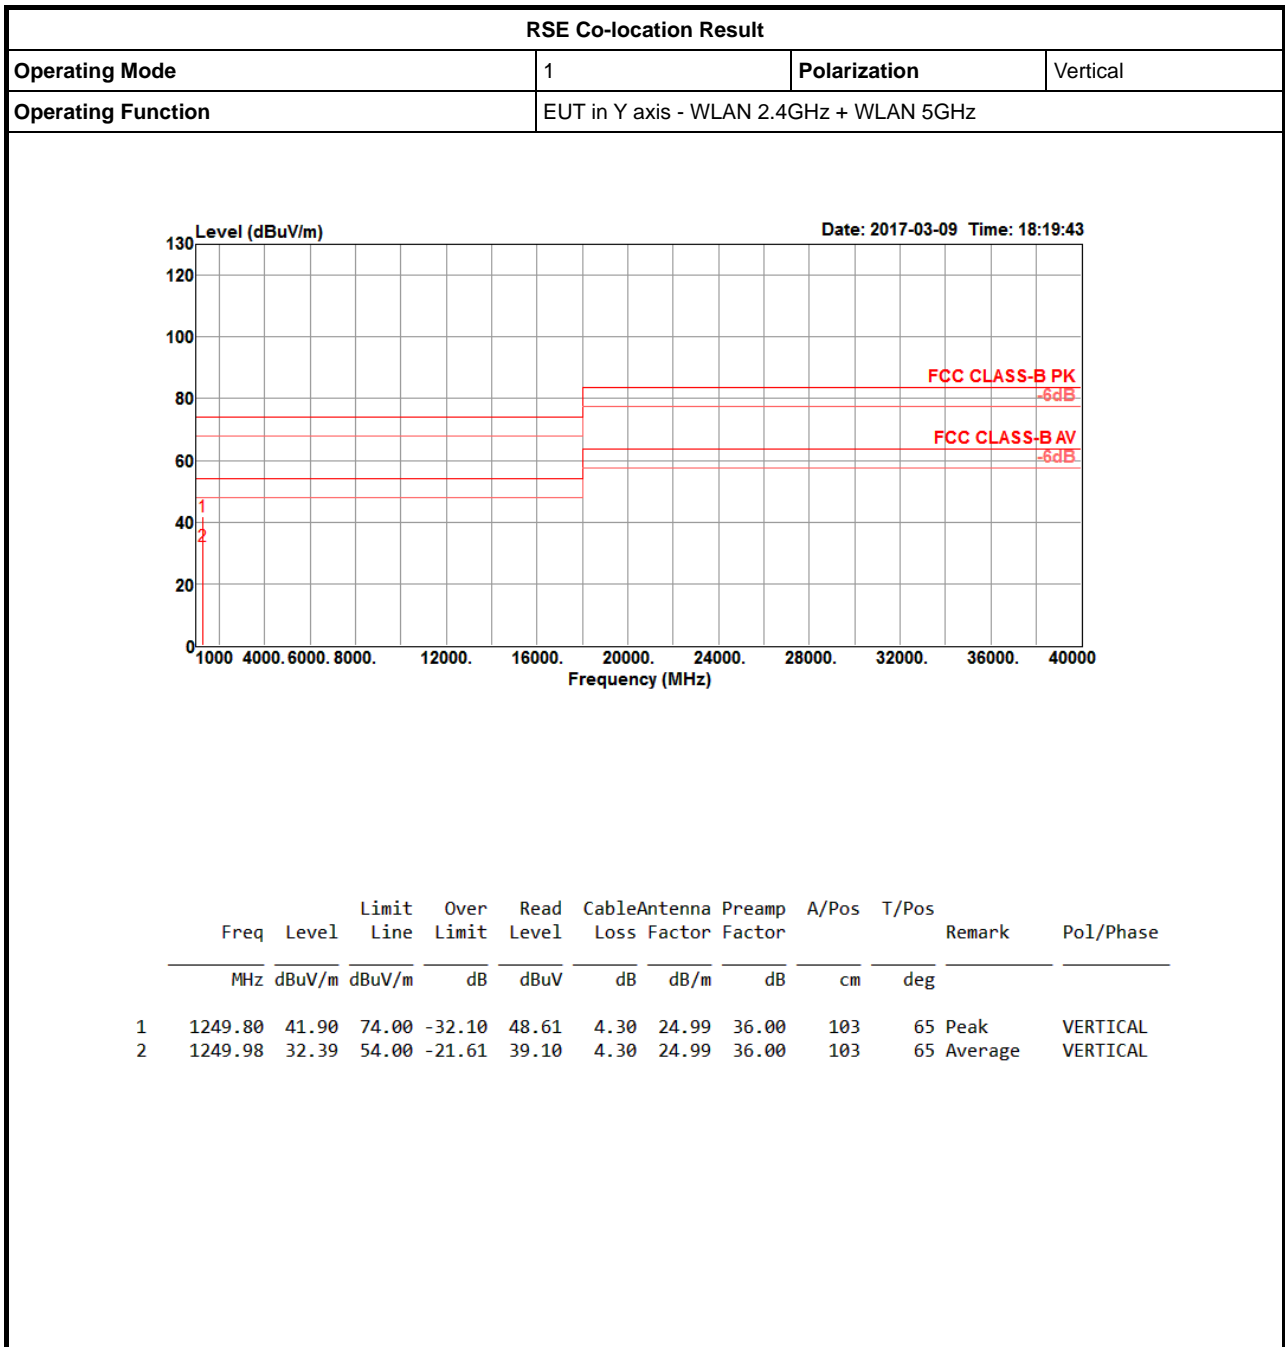 RSE Co-location Result
Operating Mode 1 Polarization Vertical
Operating Function EUT in Y axis - WLAN 2.4GHz + WLAN 5GHz
Level (dBuV/m) Date: 2017-03-09 Time: 18:19:43
130
120
100
FCC CLASS-B PK
80 -6dB
FCC CLASS-B AV
60 -6dB
1
40
2
20
0
1000 4000. 6000. 8000. 12000. 16000. 20000. 24000. 28000. 32000. 36000. 40000
Frequency (MHz)
Limit Over Read CableAntenna Preamp A/Pos T/Pos
Freq Level Line Limit Level Loss Factor Factor Remark Pol/Phase
MHz dBuV/m dBuV/m dB dBuV dB dB/m dB cm deg
1 1249.80 41.90 74.00 -32.10 48.61 4.30 24.99 36.00 103 65 Peak VERTICAL
2 1249.98 32.39 54.00 -21.61 39.10 4.30 24.99 36.00 103 65 Average VERTICAL